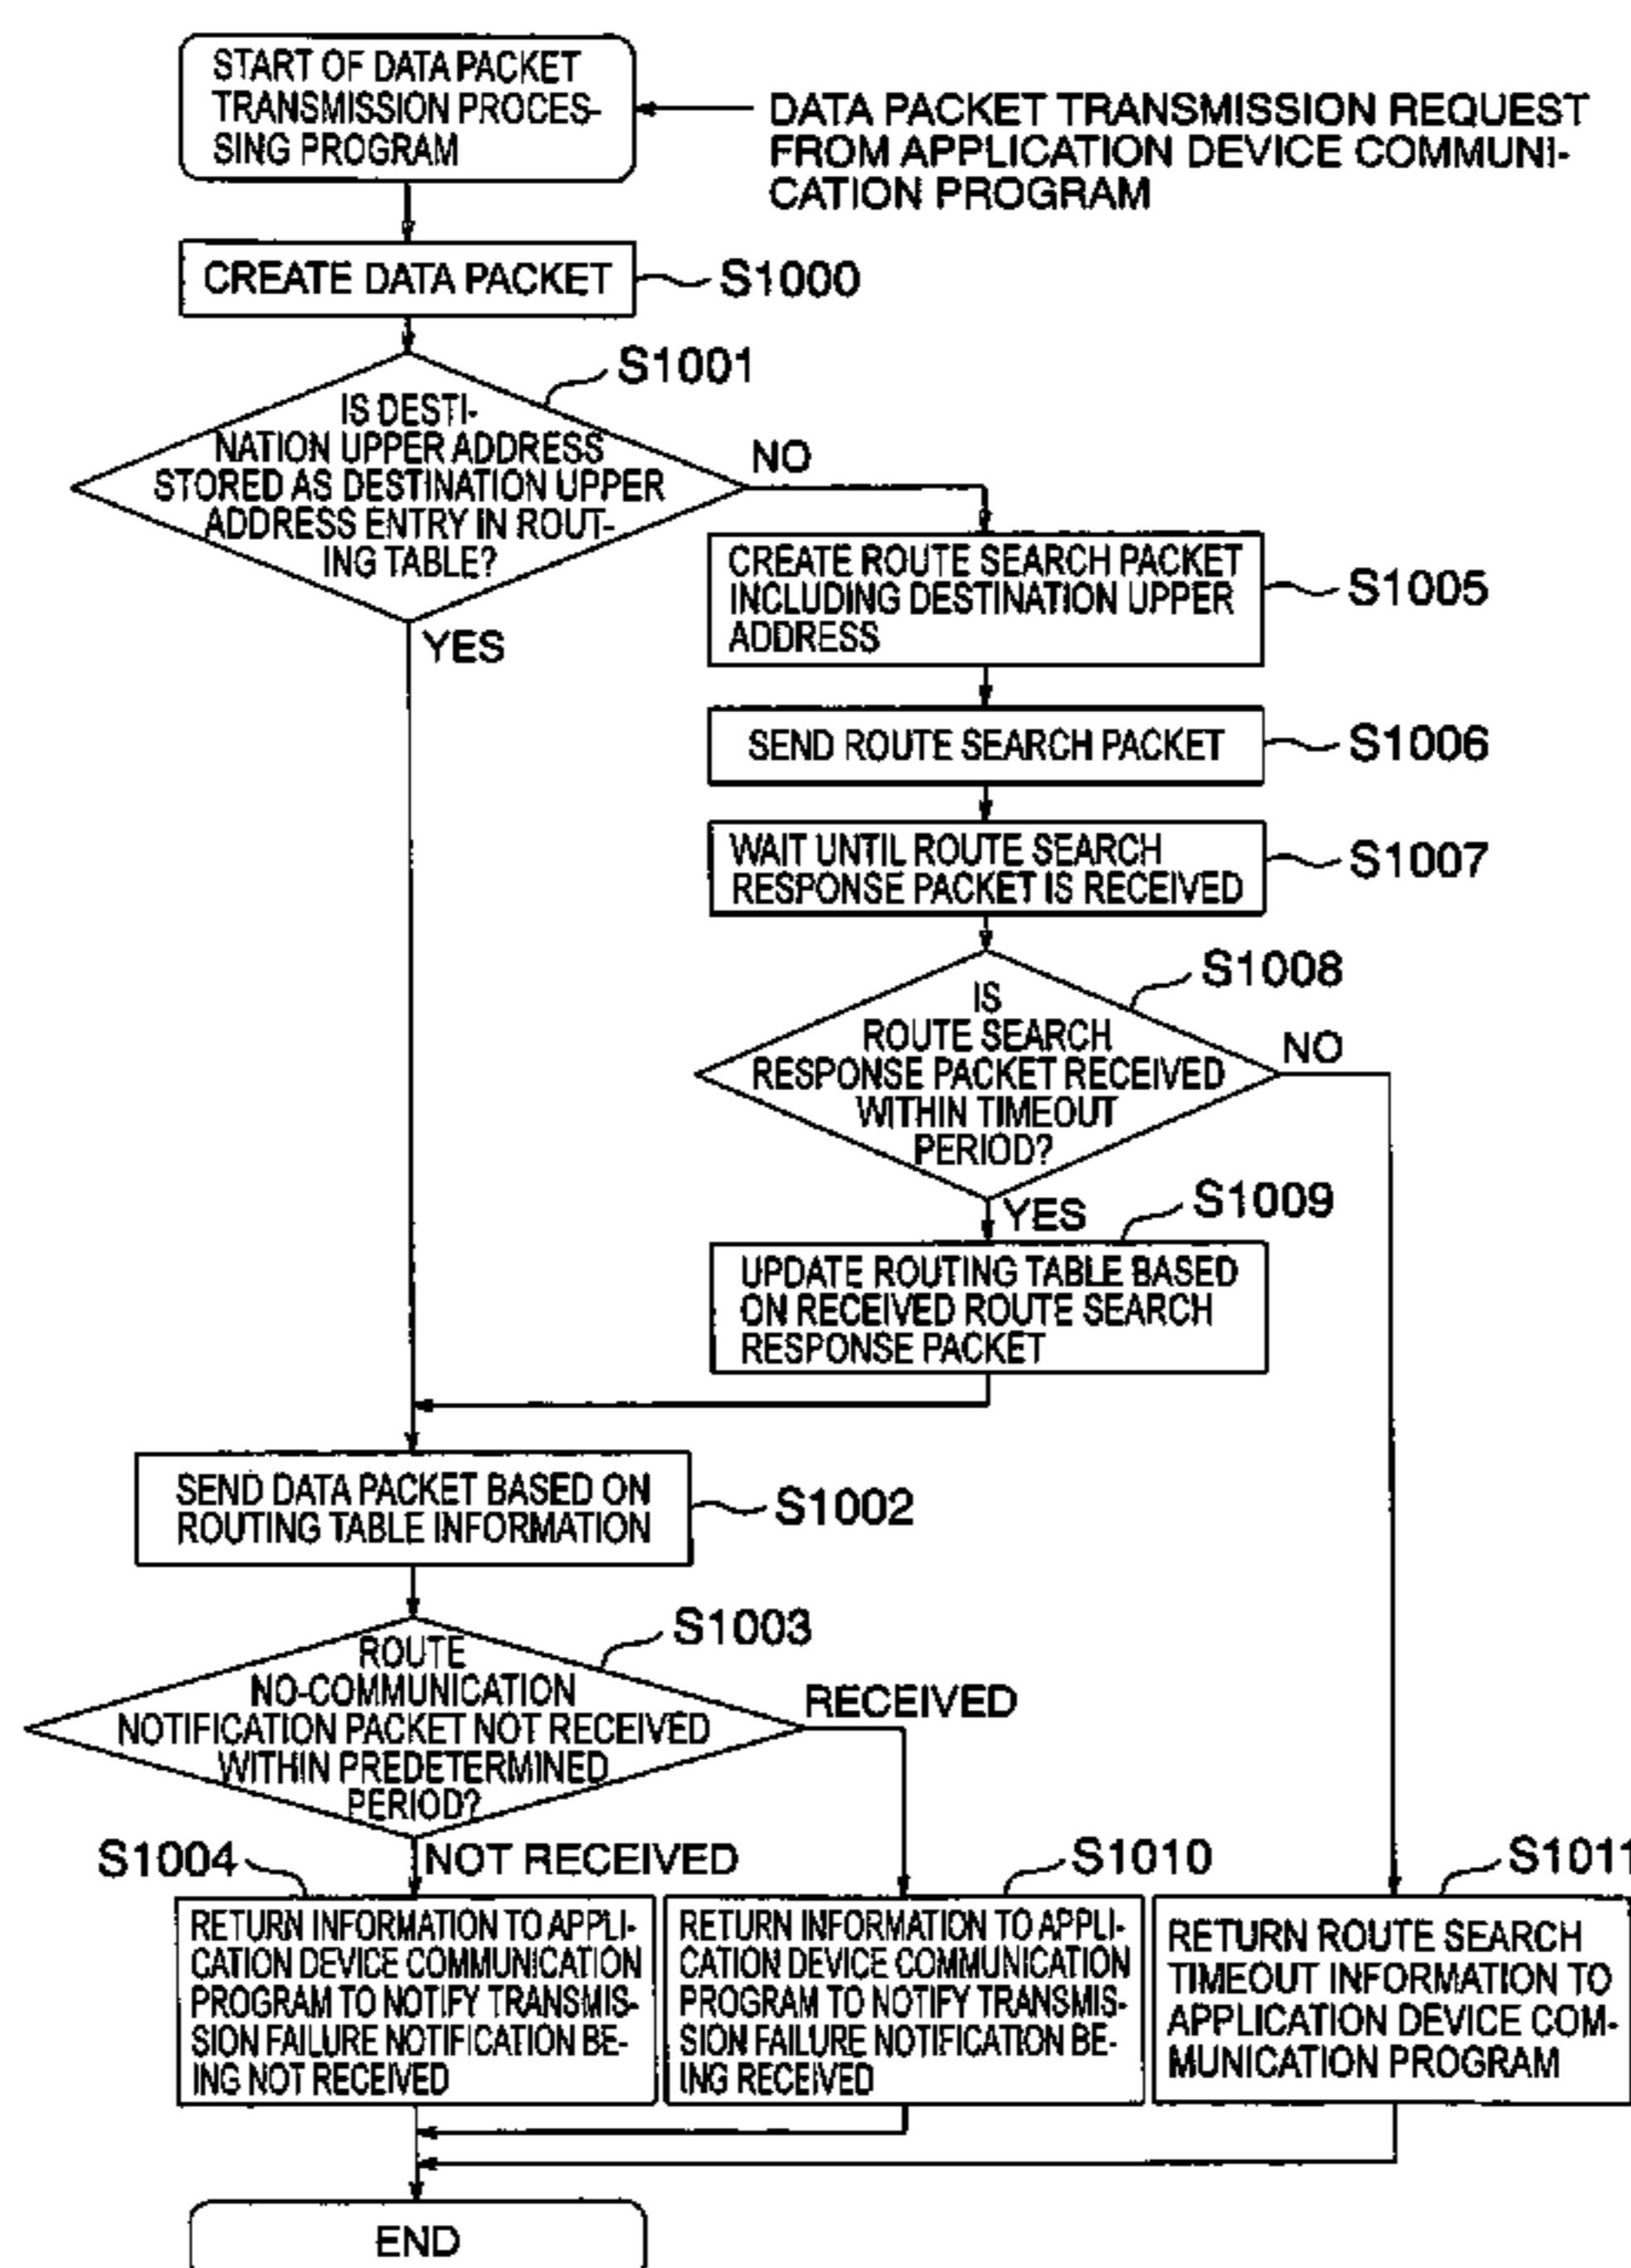 START OF DATA PACKET
TRANSMISSION PROCES-
SING PROGRAM
DATA PACKET TRANSMISSION REQUEST
FROM APPLICATION DEVICE COMMUNI-
CATION PROGRAM
CREATE DATA PACKET
S1000
S1001
IS DESTI-
NATION UPPER ADDRESS
STORED AS DESTINATION UPPER
ADDRESS ENTRY IN ROUT-
ING TABLE?
NO
YES
CREATE ROUTE SEARCH PACKET
INCLUDING DESTINATION UPPER
ADDRESS
S1005
SEND ROUTE SEARCH PACKET
S1006
WAIT UNTIL ROUTE SEARCH
RESPONSE PACKET IS RECEIVED
S1007
S1008
IS
ROUTE SEARCH
RESPONSE PACKET RECEIVED
WITHIN TIMEOUT
PERIOD?
NO
YES
S1009
UPDATE ROUTING TABLE BASED
ON RECEIVED ROUTE SEARCH
RESPONSE PACKET
SEND DATA PACKET BASED ON
ROUTING TABLE INFORMATION
S1002
S1003
ROUTE
NO-COMMUNICATION
NOTIFICATION PACKET NOT RECEIVED
WITHIN PREDETERMINED
PERIOD?
RECEIVED
NOT RECEIVED
S1004
RETURN INFORMATION TO APPLI-
CATION DEVICE COMMUNICATION
PROGRAM TO NOTIFY TRANSMIS-
SION FAILURE NOTIFICATION BE-
ING NOT RECEIVED
S1010
RETURN INFORMATION TO APPLI-
CATION DEVICE COMMUNICATION
PROGRAM TO NOTIFY TRANSMIS-
SION FAILURE NOTIFICATION BE-
ING RECEIVED
S1011
RETURN ROUTE SEARCH
TIMEOUT INFORMATION TO
APPLICATION DEVICE COM-
MUNICATION PROGRAM
END